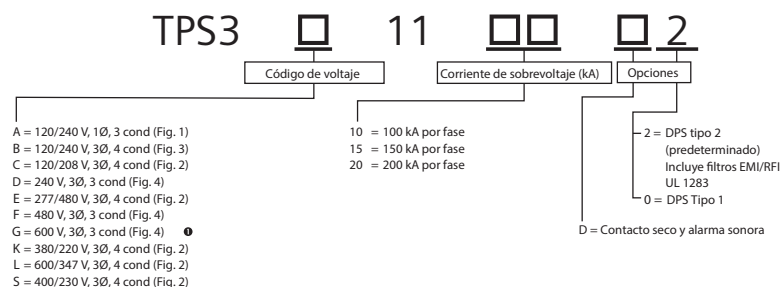 TPS3 □ 11 □□ □ 2
Código de voltaje
Corriente de sobrevoltaje (kA)
Opciones
A = 120/240 V, 1Ø, 3 cond (Fig. 1)
B = 120/240 V, 3Ø, 4 cond (Fig. 3)
C = 120/208 V, 3Ø, 4 cond (Fig. 2)
D = 240 V, 3Ø, 3 cond (Fig. 4)
E = 277/480 V, 3Ø, 4 cond (Fig. 2)
F = 480 V, 3Ø, 3 cond (Fig. 4)
G = 600 V, 3Ø, 3 cond (Fig. 4) ❶
K = 380/220 V, 3Ø, 4 cond (Fig. 2)
L = 600/347 V, 3Ø, 4 cond (Fig. 2)
S = 400/230 V, 3Ø, 4 cond (Fig. 2)
10 = 100 kA por fase
15 = 150 kA por fase
20 = 200 kA por fase
2 = DPS tipo 2
(predeterminado)
Incluye filtros EMI/RFI
UL 1283
0 = DPS Tipo 1
D = Contacto seco y alarma sonora